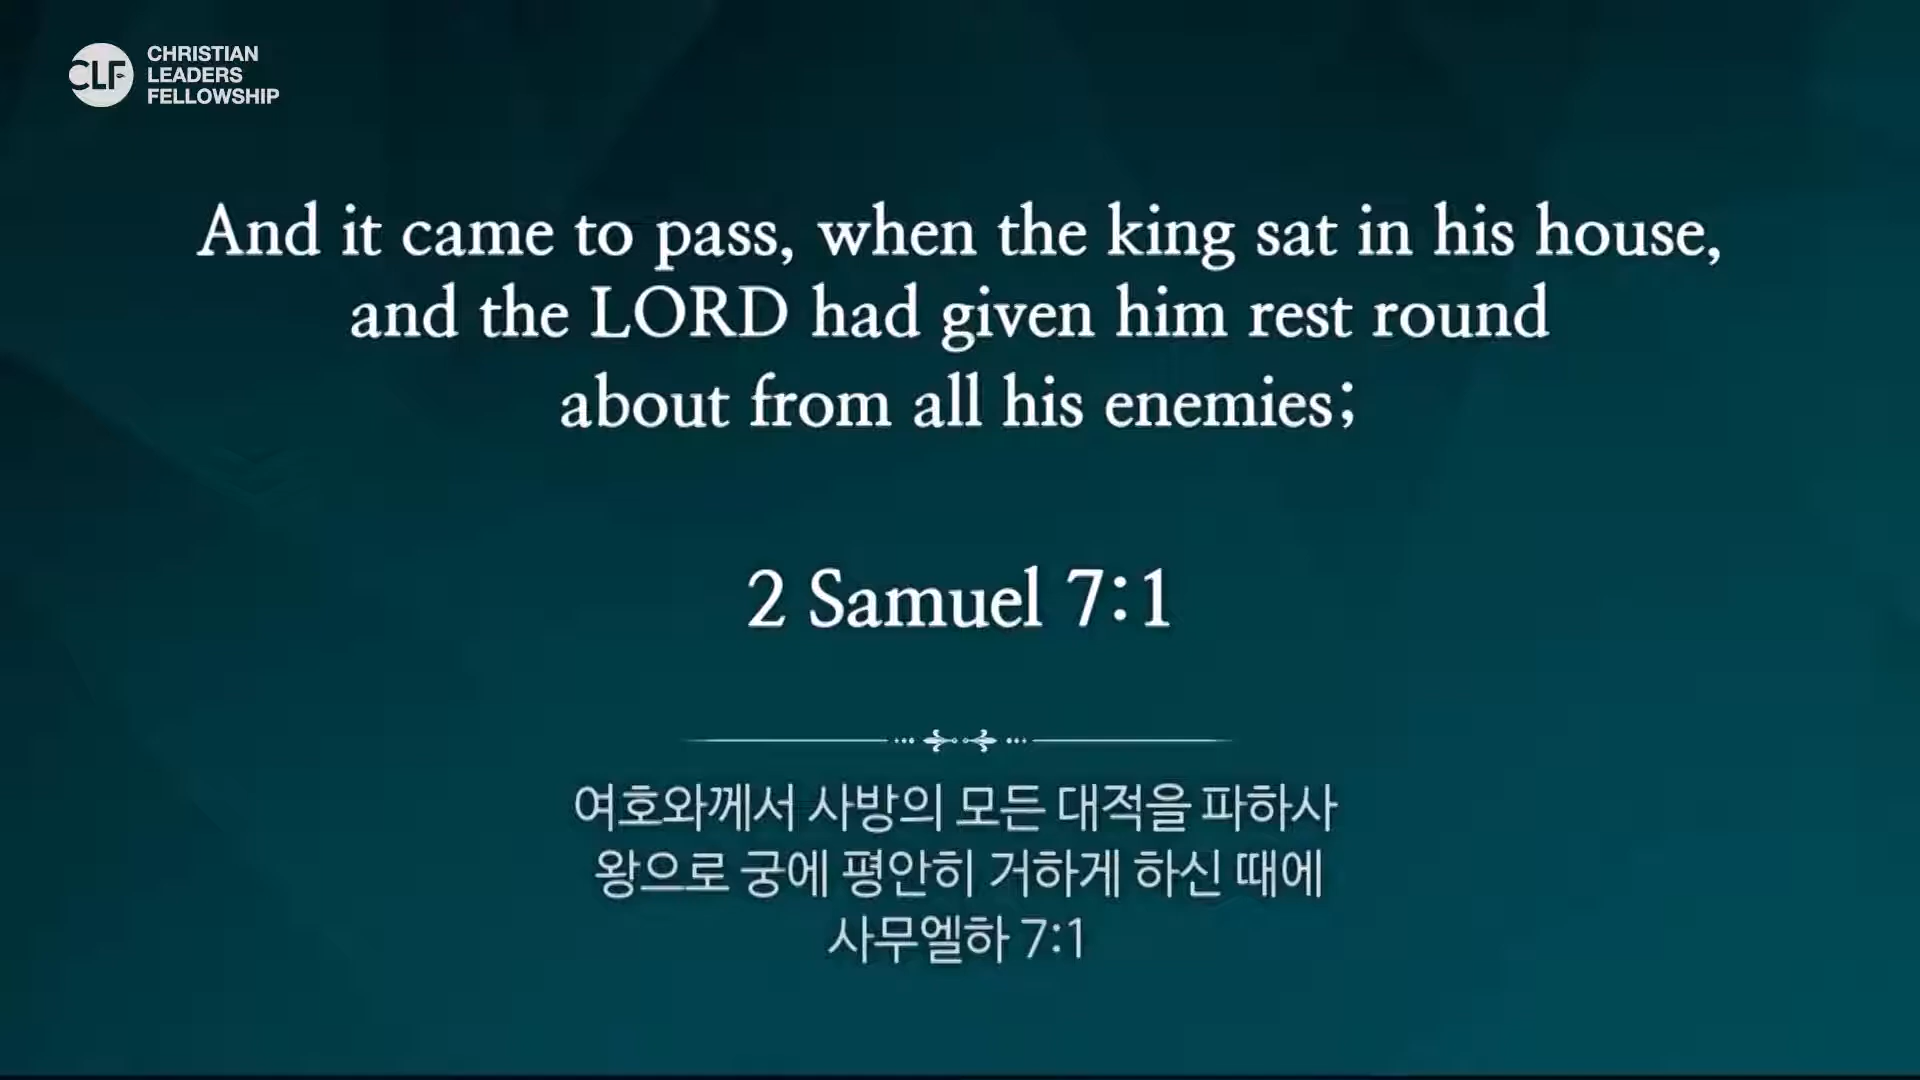 CLF
CHRISTIAN
LEADERS
FELLOWSHIP
And it came to pass, when the king sat in his house,
and the LORD had given him rest round
about from all his enemies;
2 Samuel 7:1
여호와께서 사방의 모든 대적을 파하사
왕으로 궁에 평안히 거하게 하신 때에
사무엘하 7:1